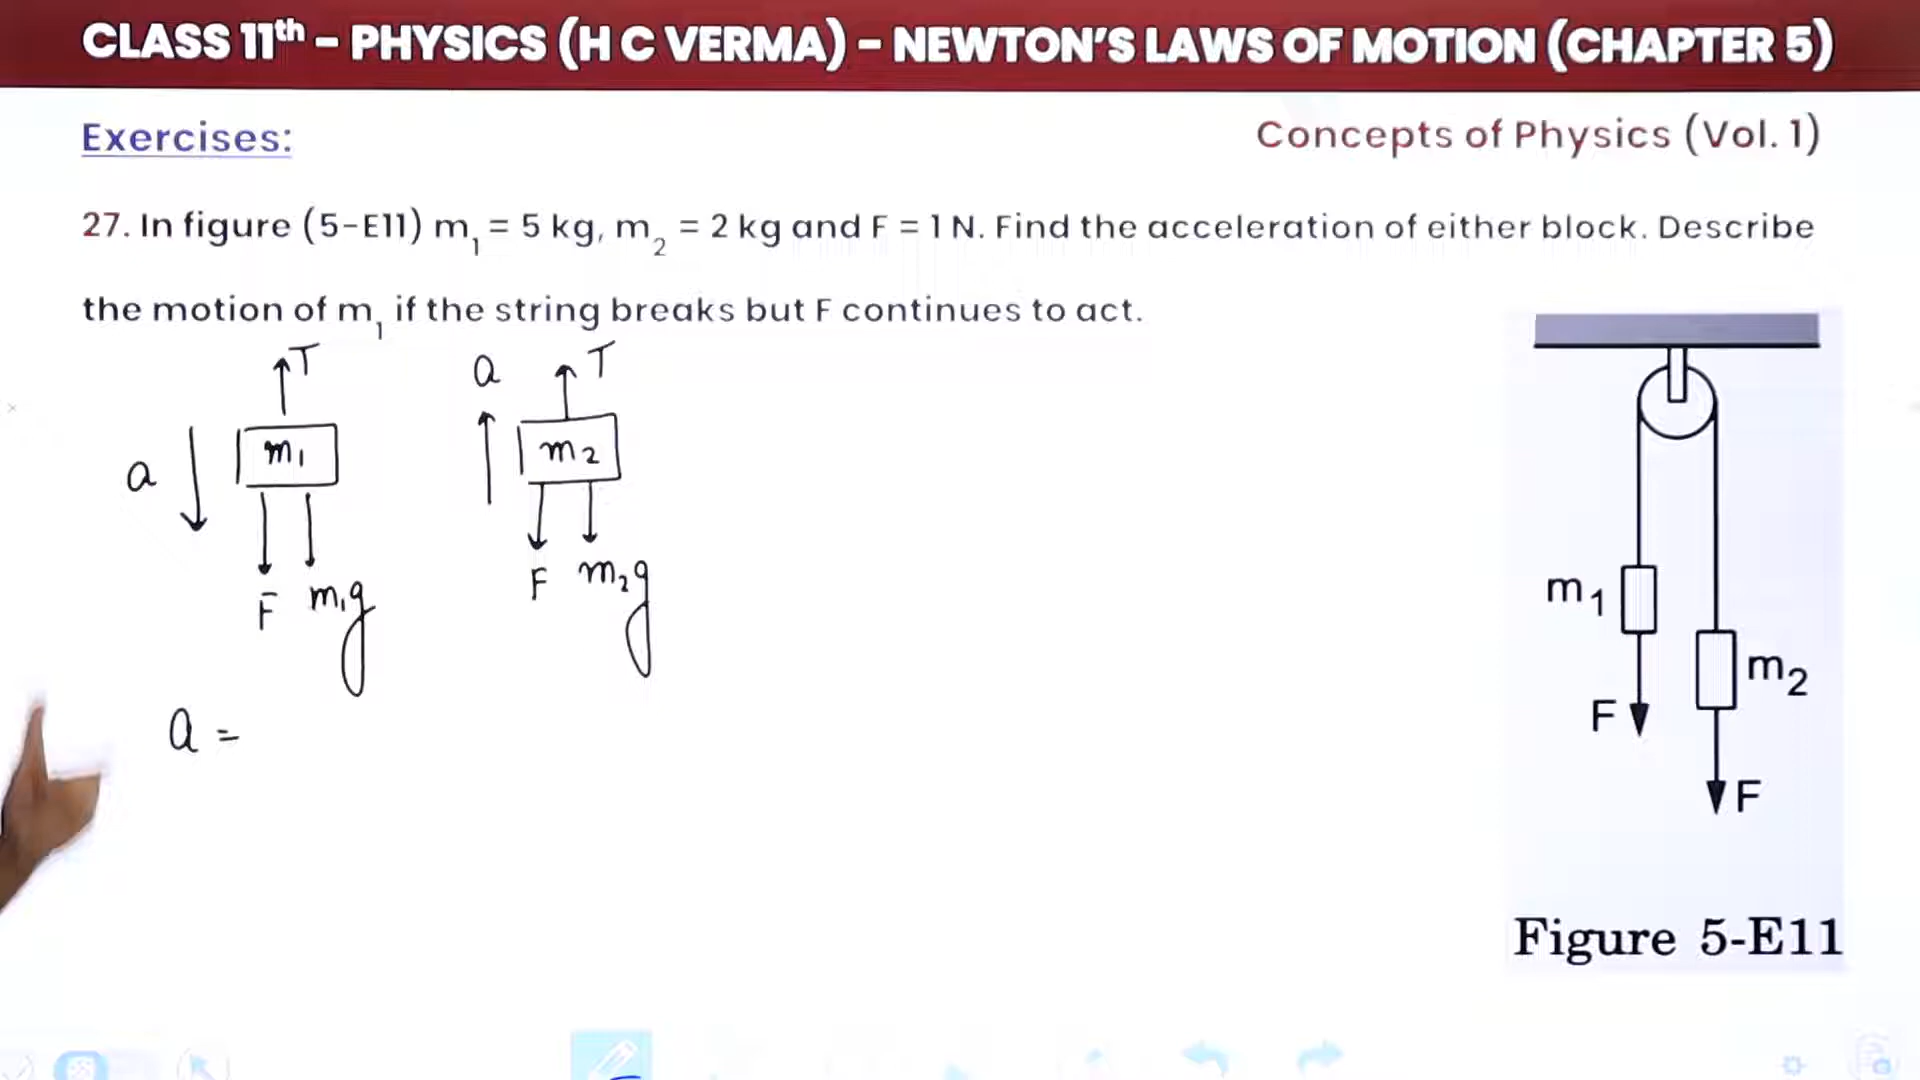 CLASS 11th – PHYSICS (H C VERMA) – NEWTON'S LAWS OF MOTION (CHAPTER 5)
Exercises:
Concepts of Physics (Vol. 1)
27. In figure (5-E11) m1 = 5 kg, m2 = 2 kg and F = 1 N. Find the acceleration of either block. Describe
the motion of m1 if the string breaks but F continues to act.
T
a
T
a
m1
m2
F
m1g
F
m2g
a =
m1
m2
F
F
Figure 5-E11